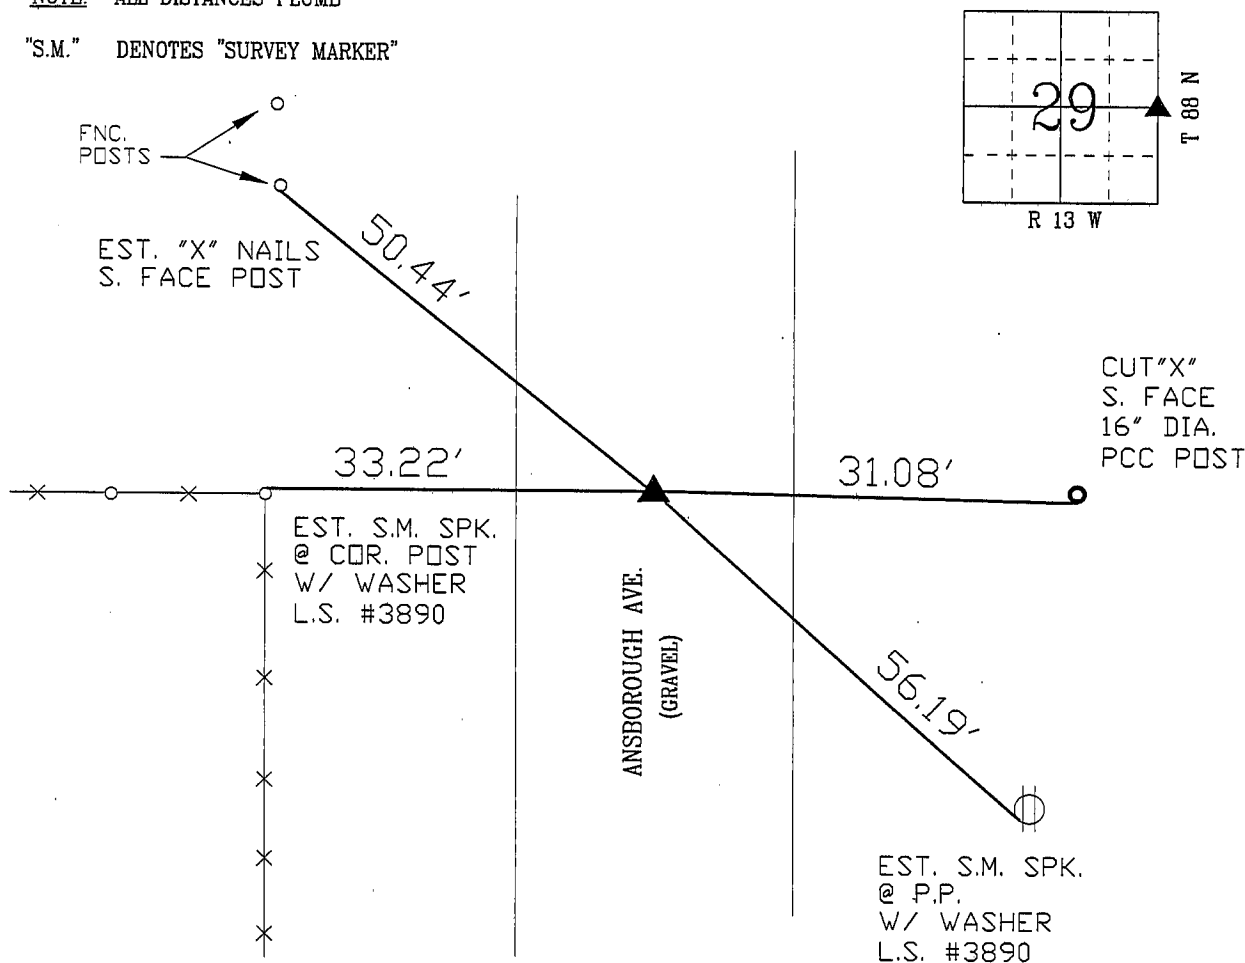 NOTE: ALL DISTANCES PLUMB
"S.M." DENOTES "SURVEY MARKER"
29
T 88 N
R 13 W
FNC.
POSTS
EST. "X" NAILS
S. FACE POST
50.44'
CUT"X"
S. FACE
16" DIA.
PCC POST
33.22'
31.08'
EST. S.M. SPK.
@ COR. POST
W/ WASHER
L.S. #3890
ANSBOROUGH AVE.
(GRAVEL)
56.19'
EST. S.M. SPK.
@ P.P.
W/ WASHER
L.S. #3890